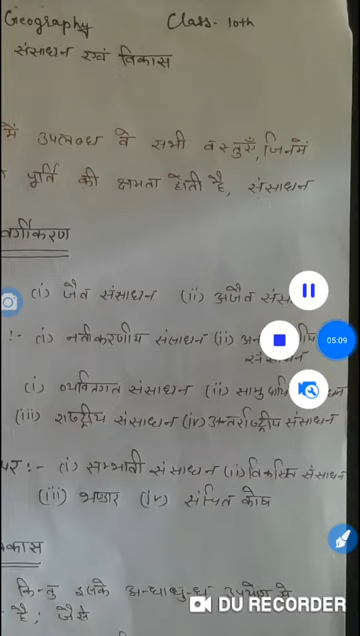 Geography Class- 10th
संसाधन एवं विकास
में उपलब्ध वे सभी वस्तुएँ, जिनमें
पूर्ति की क्षमता होती है, संसाधन
वर्गीकरण
(i) जैव संसाधन (ii) अजैव
:- (i) नवीकरणीय संसाधन (ii)
संसाधन
(i) व्यक्तिगत संसाधन (ii)
(iii) राष्ट्रीय संसाधन (iv) अन्तर्राष्ट्रीय संसाधन
पर :- (i) सम्भावी संसाधन (ii) विकसित संसाधन
(iii) भण्डार (iv) संचित कोष
05:09
किन्तु इसके अन्धाधुन्ध उपयोग से
है; जैसे
DU RECORDER